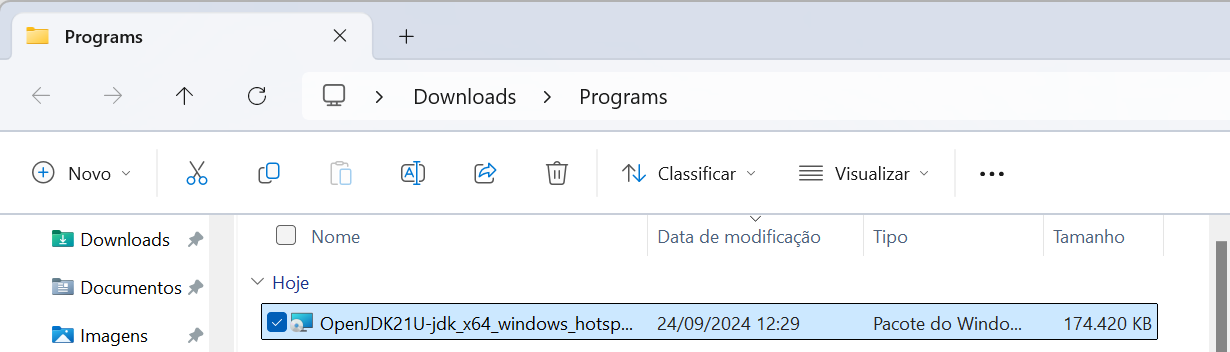 Programs
Downloads > Programs
Novo
Classificar
Visualizar
Downloads
Documentos
Imagens
Nome
Data de modificação
Tipo
Tamanho
Hoje
OpenJDK21U-jdk_x64_windows_hotsp... 24/09/2024 12:29 Pacote do Windo... 174.420 KB